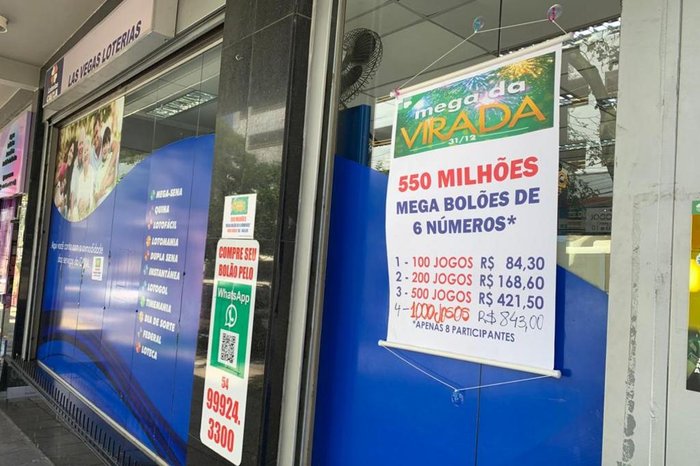 LAS VEGAS LOTERIAS
MEGA-SENA
QUINA
LOTOFÁCIL
LOTOMANIA
DUPLA SENA
INSTANTÂNEA
LOTOGOL
TIMEMANIA
DIA DE SORTE
FEDERAL
LOTECA
COMPRE SEU
BOLÃO PELO
WhatsApp
54
99924.
3300
mega da
VIRADA
31/12
550 MILHÕES
MEGA BOLÕES DE
6 NÚMEROS*
1 - 100 JOGOS R$ 84,30
2 - 200 JOGOS R$ 168,60
3 - 500 JOGOS R$ 421,50
4 - 1000 JOGOS R$ 843,00
*APENAS 8 PARTICIPANTES